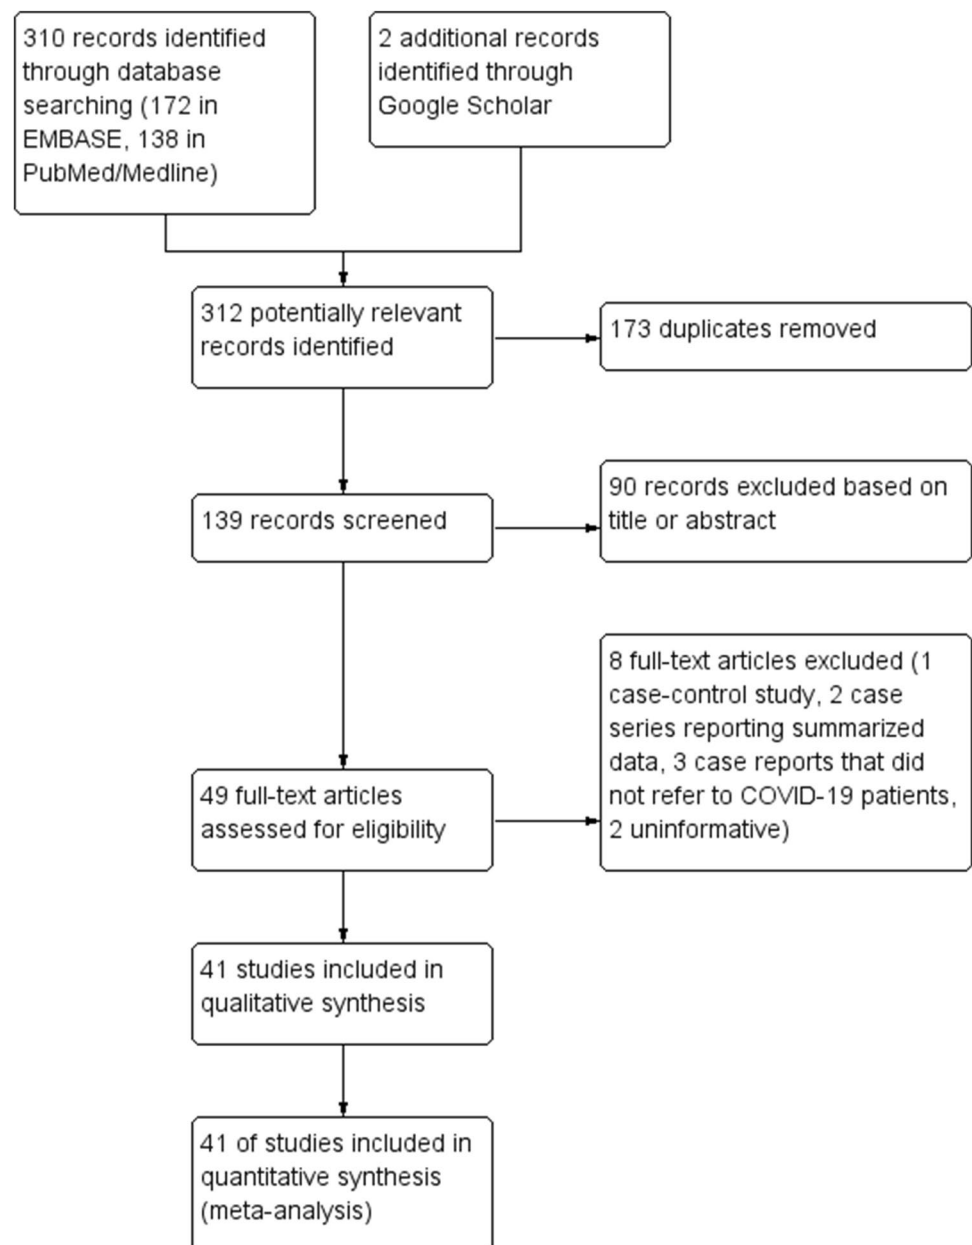 310 records identified
through database
searching (172 in
EMBASE, 138 in
PubMed/Medline)
2 additional records
identified through
Google Scholar
312 potentially relevant
records identified
173 duplicates removed
139 records screened
90 records excluded based on
title or abstract
49 full-text articles
assessed for eligibility
8 full-text articles excluded (1
case-control study, 2 case
series reporting summarized
data, 3 case reports that did
not refer to COVID-19 patients,
2 uninformative)
41 studies included in
qualitative synthesis
41 of studies included in
quantitative synthesis
(meta-analysis)